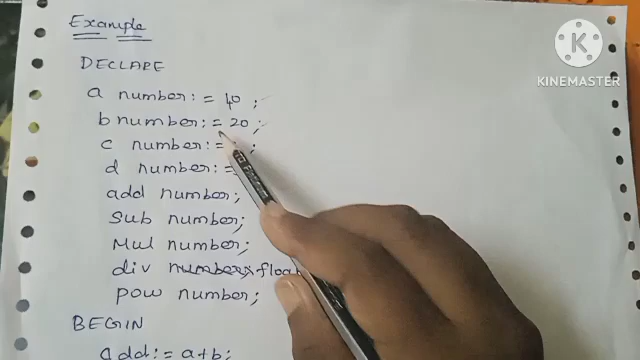 Example
KINEMASTER
DECLARE
a number:= 40;
b number:= 20;
c number:= ;
d number:=
add number;
Sub number;
Mul number;
div float
pow number;
BEGIN
add:= a+b;